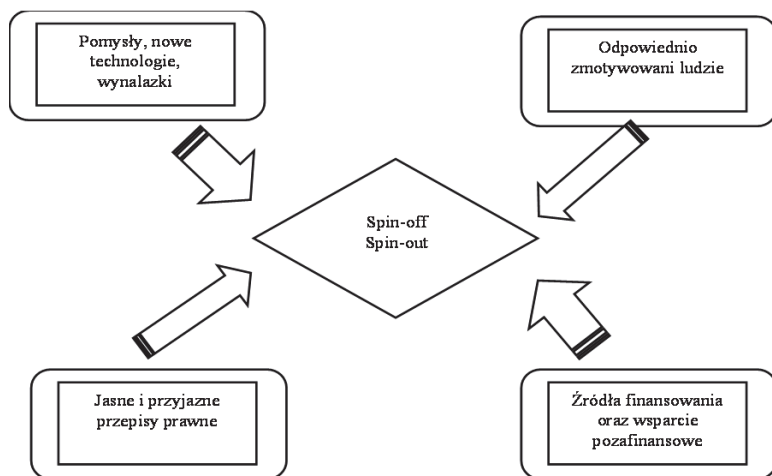 Pomysły, nowe
technologie,
wynalazki
Odpowiednio
zmotywowani ludzie
Spin-off
Spin-out
Jasne i przyjazne
przepisy prawne
Źródła finansowania
oraz wsparcie
pozafinansowe